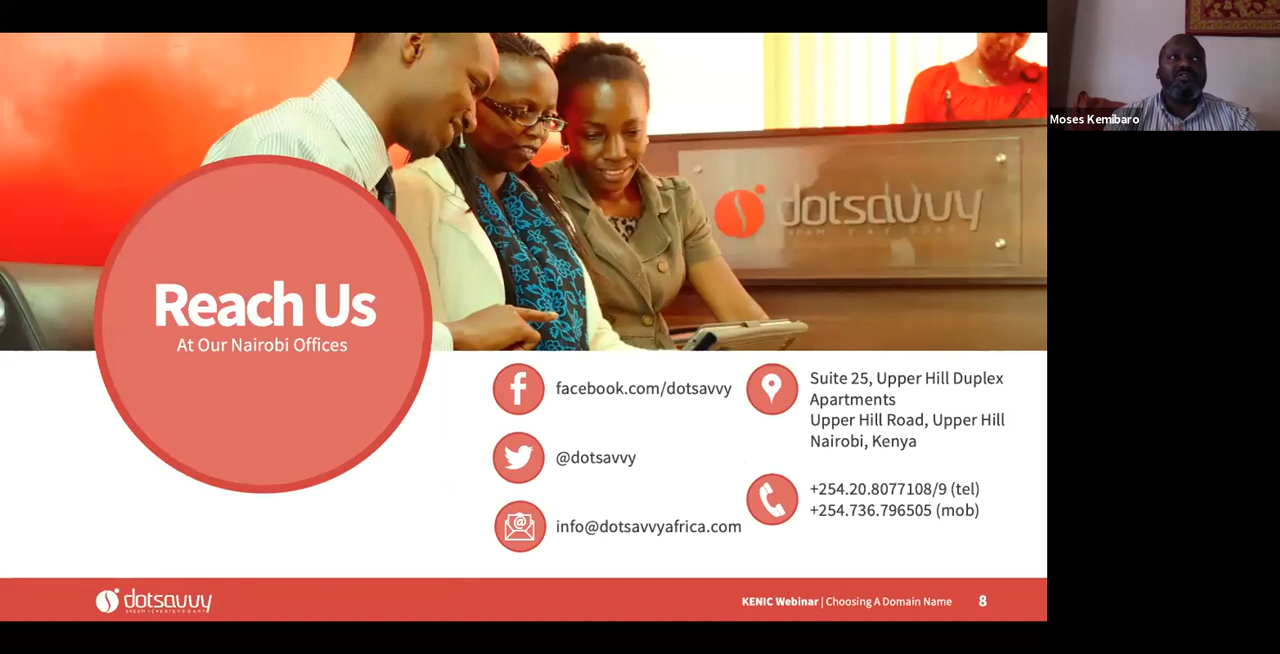 Moses Kemibaro
dotsavvy
Reach Us
At Our Nairobi Offices
facebook.com/dotsavvy
@dotsavvy
info@dotsavvyafrica.com
Suite 25, Upper Hill Duplex
Apartments
Upper Hill Road, Upper Hill
Nairobi, Kenya
+254.20.8077108/9 (tel)
+254.736.796505 (mob)
dotsavvy
KENIC Webinar | Choosing A Domain Name
8